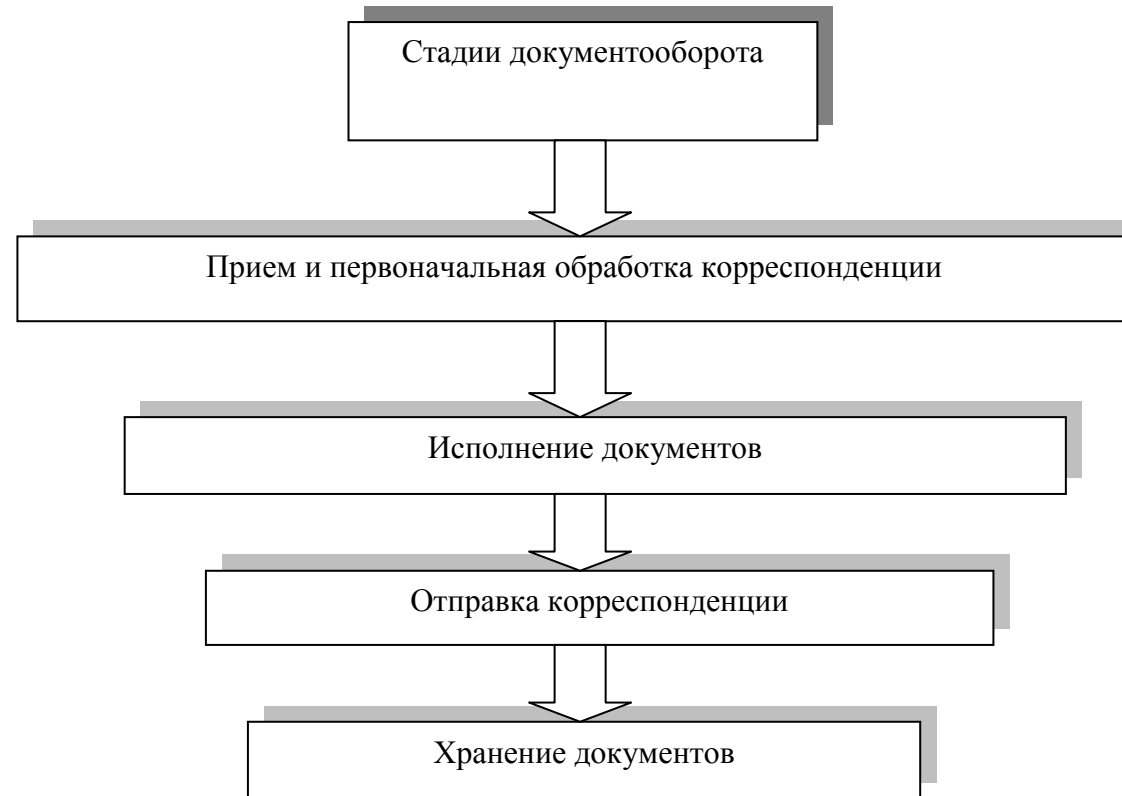 Стадии документооборота
Прием и первоначальная обработка корреспонденции
Исполнение документов
Отправка корреспонденции
Хранение документов